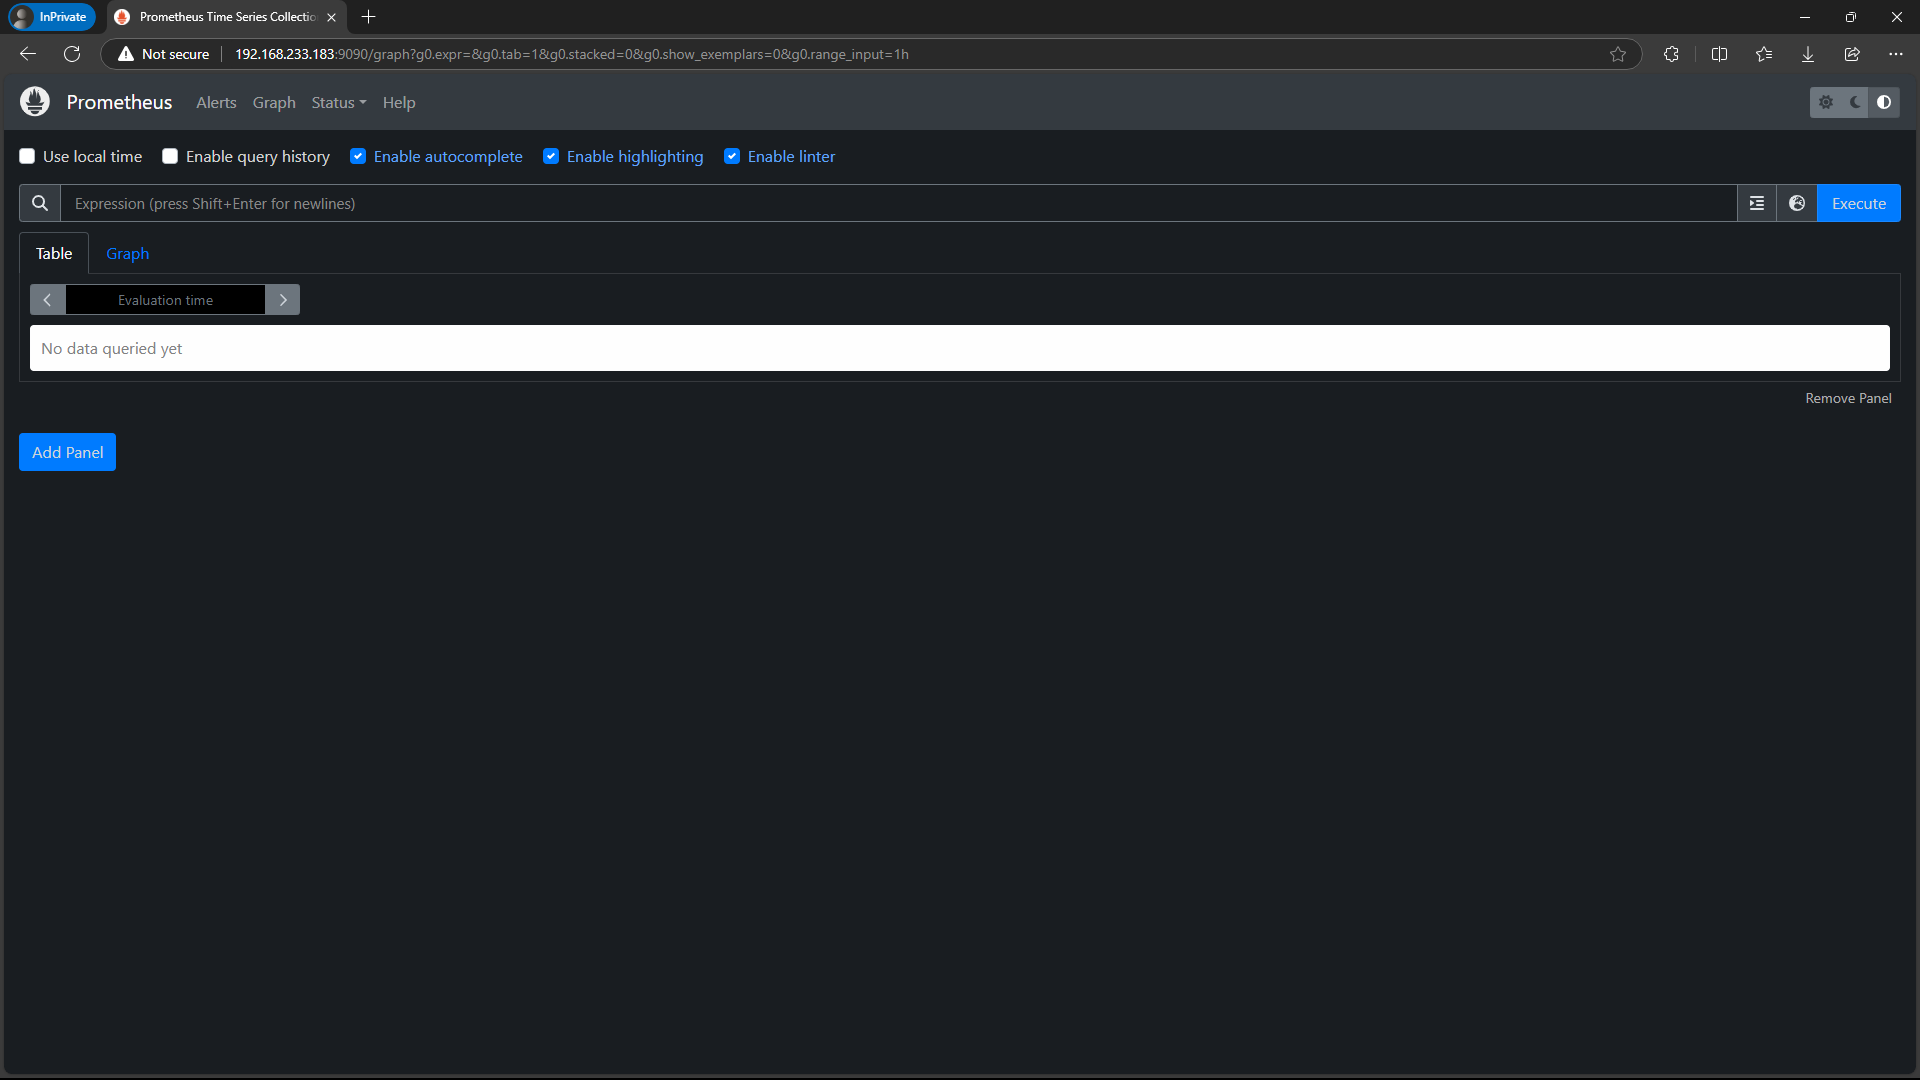 InPrivate
Prometheus Time Series Collectio
Not secure
192.168.233.183:9090/graph?g0.expr=&g0.tab=1&g0.stacked=0&g0.show_exemplars=0&g0.range_input=1h
Prometheus Alerts Graph Status Help
Use local time Enable query history Enable autocomplete Enable highlighting Enable linter
Expression (press Shift+Enter for newlines) Execute
Table Graph
Evaluation time
No data queried yet
Remove Panel
Add Panel